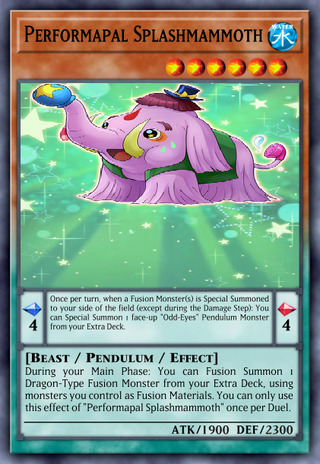 PERFORMAPAL SPLASHMAMMOTH
WATER
水
Once per turn, when a Fusion Monster(s) is Special Summoned
to your side of the field (except during the Damage Step): You
can Special Summon 1 face-up "Odd-Eyes" Pendulum Monster
from your Extra Deck.
4
4
[BEAST / PENDULUM / EFFECT]
During your Main Phase: You can Fusion Summon 1
Dragon-Type Fusion Monster from your Extra Deck, using
monsters you control as Fusion Materials. You can only use
this effect of "Performapal Splashmammoth" once per Duel.
ATK/1900 DEF/2300